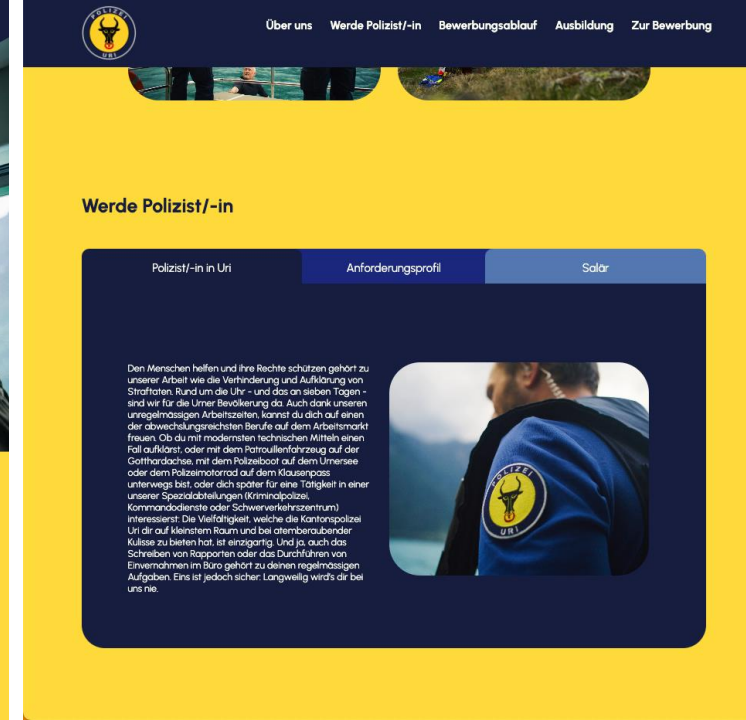 POLIZEI
URI
Über uns Werde Polizist/-in Bewerbungsablauf Ausbildung Zur Bewerbung
Werde Polizist/-in
Polizist/-in in Uri Anforderungsprofil Salär
Den Menschen helfen und ihre Rechte schützen gehört zu
unserer Arbeit wie die Verhinderung und Aufklärung von
Straftaten. Rund um die Uhr - und das an sieben Tagen -
sind wir für die Urner Bevölkerung da. Auch dank unseren
unregelmässigen Arbeitszeiten, kannst du dich auf einen
der abwechslungsreichsten Berufe auf dem Arbeitsmarkt
freuen. Ob du mit modernsten technischen Mitteln einen
Fall aufklärst, oder mit dem Patrouillenfahrzeug auf der
Gotthardachse, mit dem Polizeiboot auf dem Urnersee
oder dem Polizeimotorrad auf dem Klausenpass
unterwegs bist, oder dich später für eine Tätigkeit in einer
unserer Spezialabteilungen (Kriminalpolizei,
Kommandodienste oder Schwerverkehrszentrum)
interessierst: Die Vielfältigkeit, welche die Kantonspolizei
Uri dir auf kleinstem Raum und bei atemberaubender
Kulisse zu bieten hat, ist einzigartig. Und ja, auch das
Schreiben von Rapporten oder das Durchführen von
Einvernahmen im Büro gehört zu deinen regelmässigen
Aufgaben. Eins ist jedoch sicher: Langweilig wird's dir bei
uns nie.
POLIZEI
URI